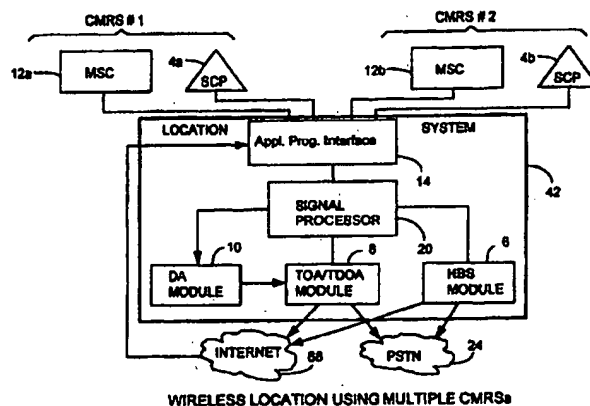 CMRS # 1
CMRS # 2
12a
MSC
4a
SCP
12b
MSC
4b
SCP
LOCATION
Appl. Prog. Interface
SYSTEM
14
42
SIGNAL
PROCESSOR
20
10
8
6
DA
MODULE
TOA/TDOA
MODULE
HBS
MODULE
INTERNET
PSTN
24
WIRELESS LOCATION USING MULTIPLE CMRSs